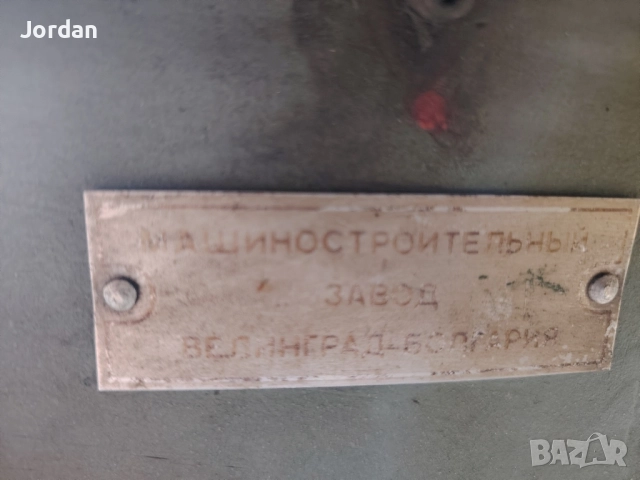 Jordan
МАШИНОСТРОИТЕЛЬНЫЙ
ЗАВОД
ВЕЛИНГРАД-БОЛГАРИЯ
BAZAR